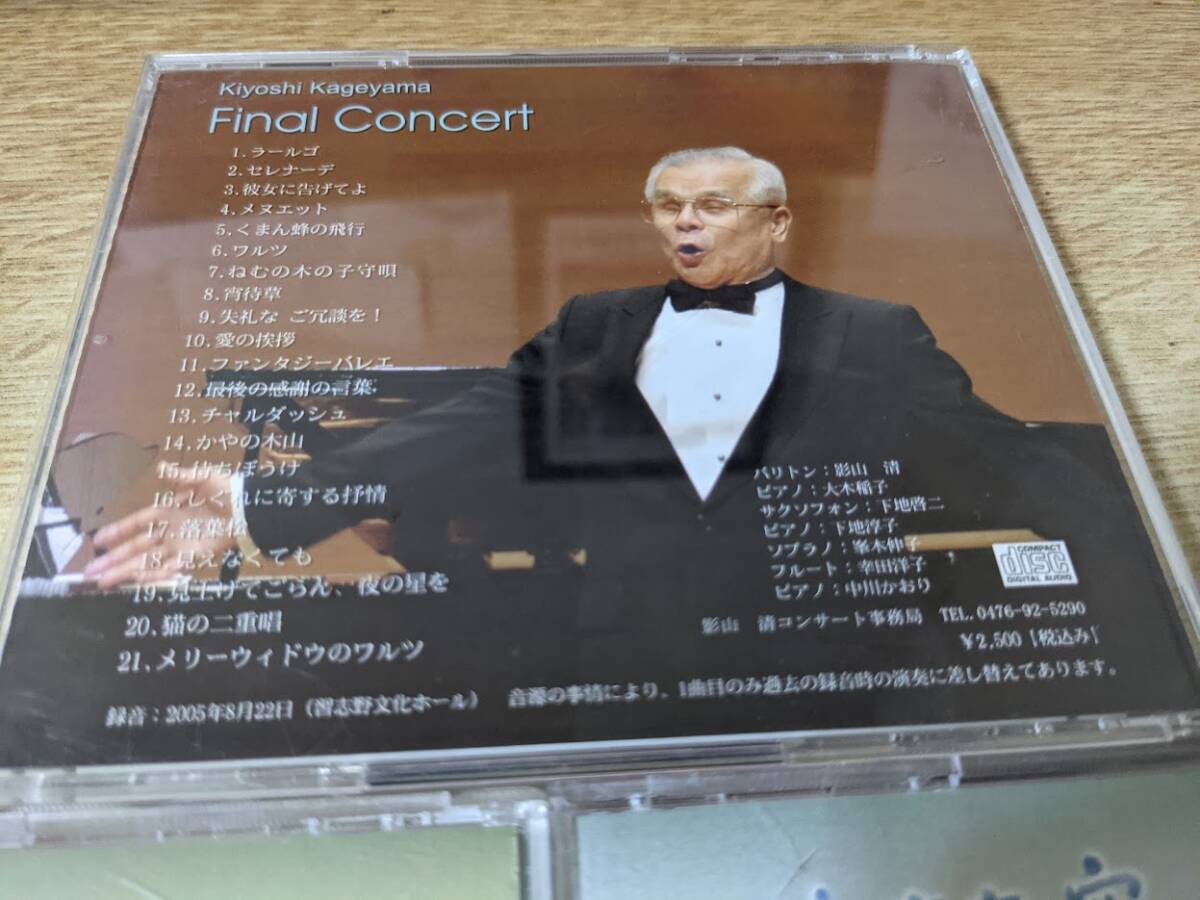 Kiyoshi Kageyama
Final Concert
1.ラールゴ
2.セレナーデ
3.彼女に告げてよ
4.メヌエット
5.くまん蜂の飛行
6.ワルツ
7.ねむの木の子守唄
8.宵待草
9.失礼な ご冗談を！
10.愛の挨拶
11.ファンタジーバレエ
12.最後の感謝の言葉
13.チャルダッシュ
14.かやの木山
15.待ちぼうけ
16.しぐれに寄する抒情
17.落葉松
18.見えなくても
19.見上げてごらん、夜の星を
20.猫の二重唱
21.メリーウィドウのワルツ
バリトン：影山 清
ピアノ：大木稲子
サクソフォン：下地啓二
ピアノ：下地淳子
ソプラノ：峯木伸子
フルート：幸田洋子
ピアノ：中川かおり
COMPACT
disc
DIGITAL AUDIO
影山 清コンサート事務局 TEL. 0476-92-5290
￥2,500［税込み］
録音：2005年8月22日（習志野文化ホール） 音源の事情により、1曲目のみ過去の録音時の演奏に差し替えてあります。